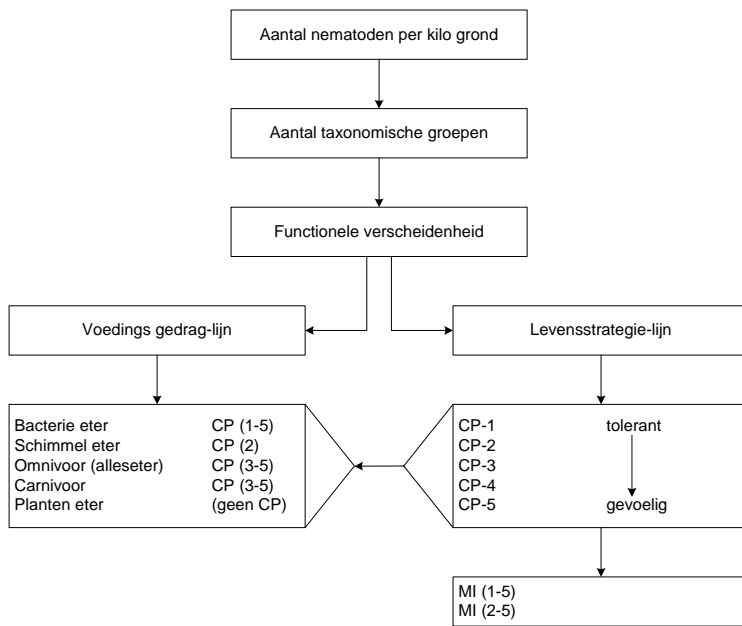 Aantal nematoden per kilo grond
Aantal taxonomische groepen
Functionele verscheidenheid
Voedings gedrag-lijn
Levensstrategie-lijn
Bacterie eter CP (1-5)
Schimmel eter CP (2)
Omnivoor (alleseter) CP (3-5)
Carnivoor CP (3-5)
Planten eter (geen CP)
CP-1 tolerant
CP-2
CP-3
CP-4
CP-5 gevoelig
MI (1-5)
MI (2-5)